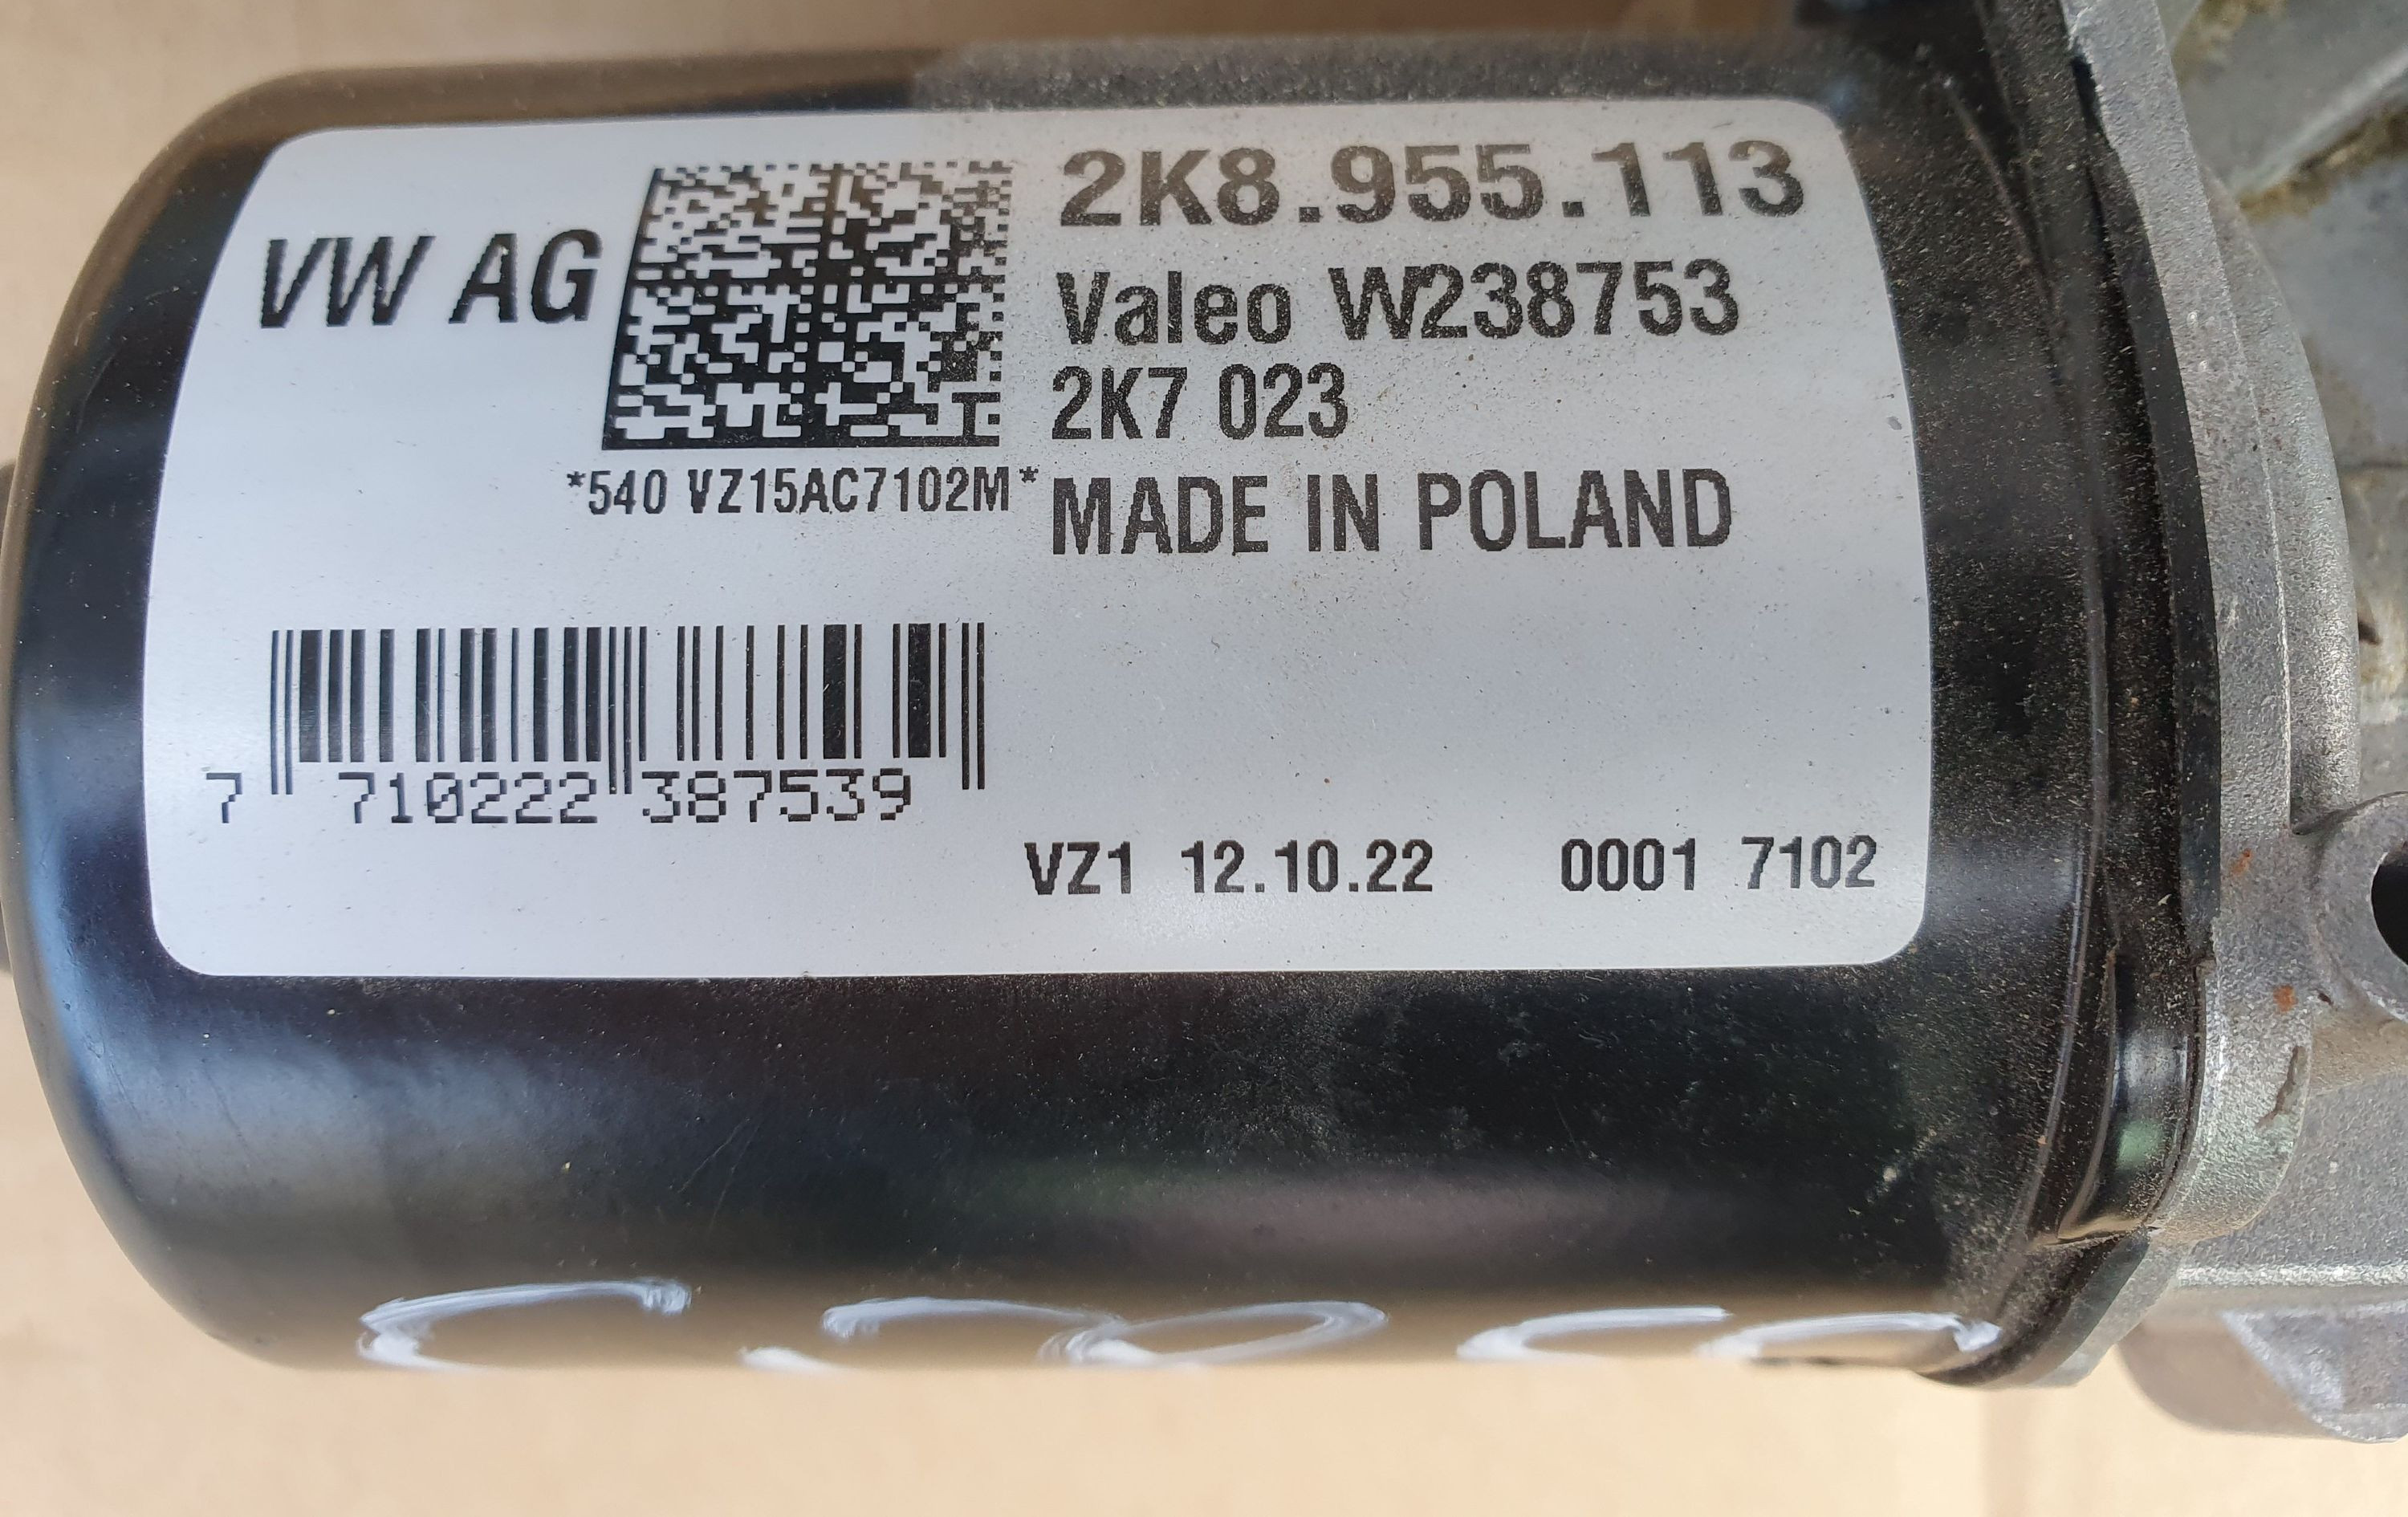 VW AG
2K8.955.113
Valeo W238753
2K7 023
*540 VZ15AC7102M*
MADE IN POLAND
7 710222 387539
VZ1 12.10.22 0001 7102